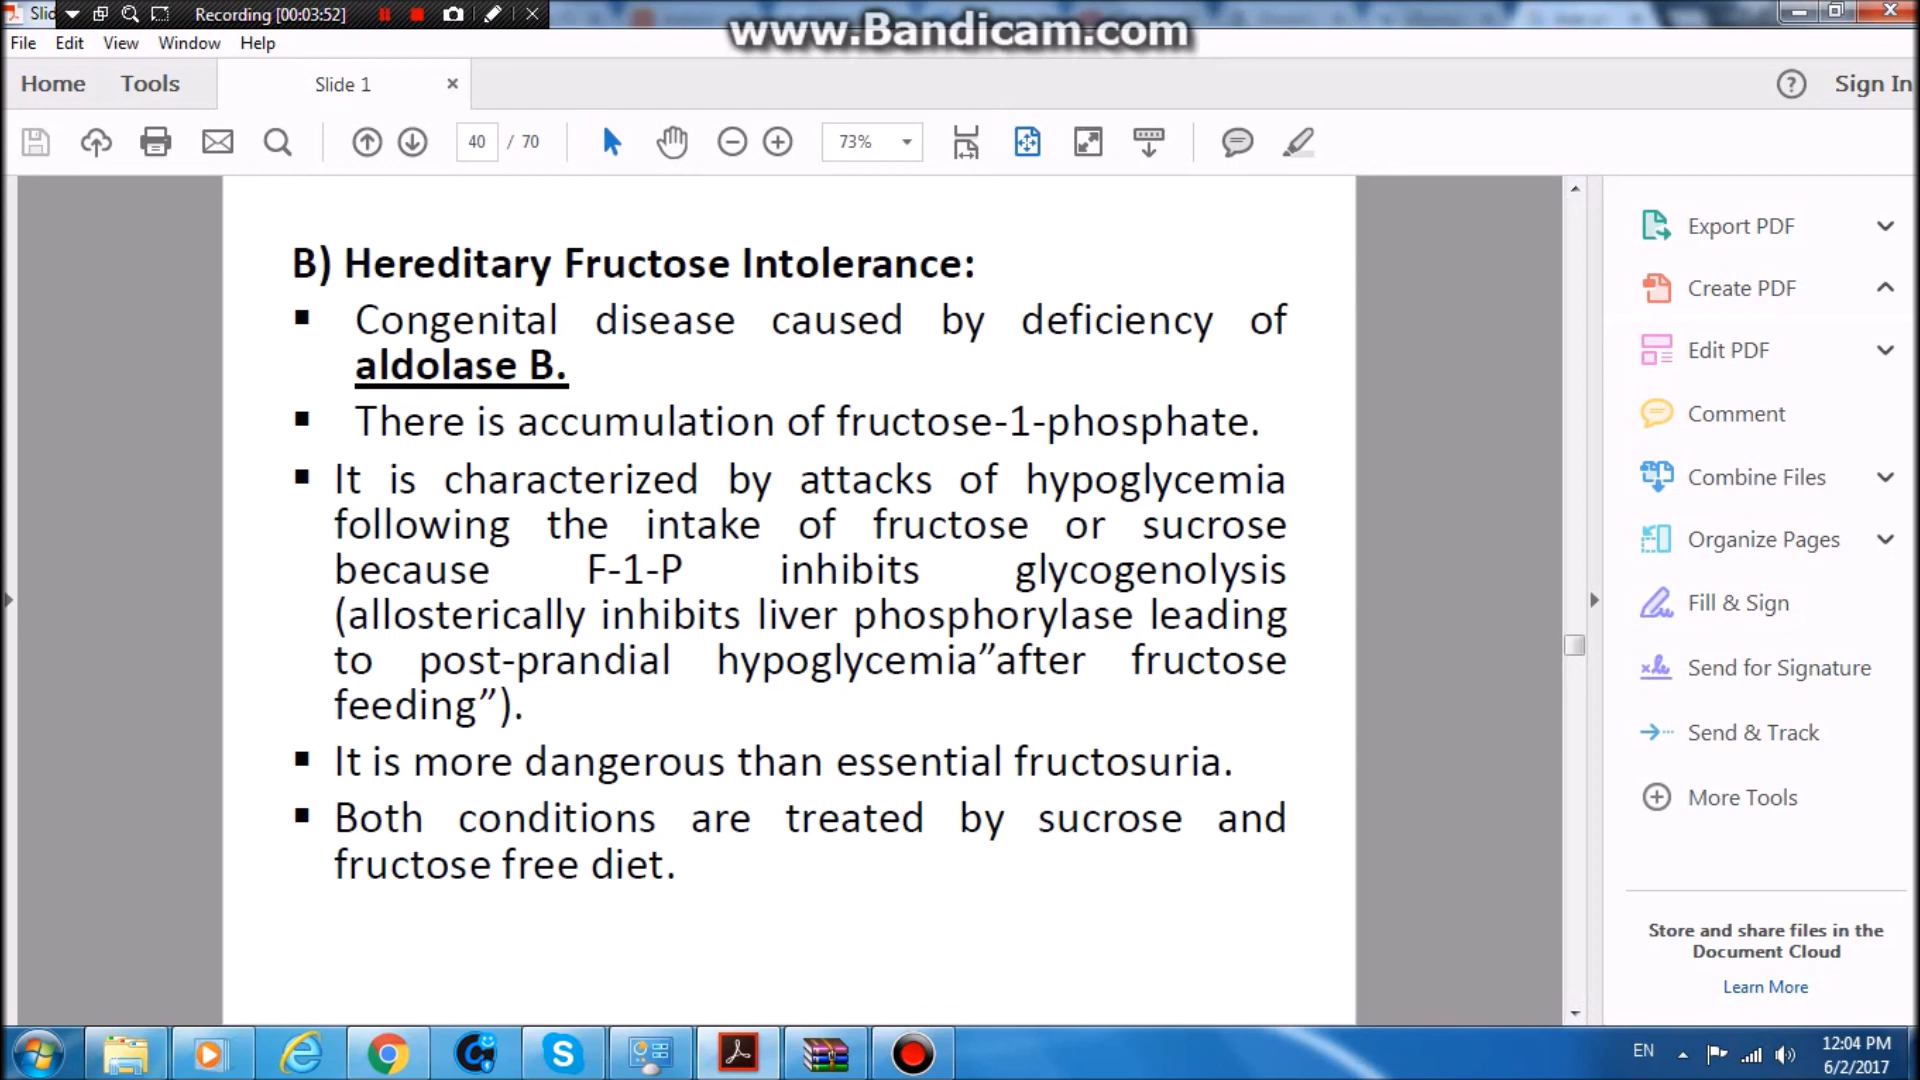 Slid
Recording [00:03:52]
www.Bandicam.com
File Edit View Window Help
Home Tools Slide 1 Sign In
40 / 70 73%
B) Hereditary Fructose Intolerance:
▪ Congenital disease caused by deficiency of
aldolase B.
▪ There is accumulation of fructose-1-phosphate.
▪ It is characterized by attacks of hypoglycemia
following the intake of fructose or sucrose
because F-1-P inhibits glycogenolysis
(allosterically inhibits liver phosphorylase leading
to post-prandial hypoglycemia”after fructose
feeding”).
▪ It is more dangerous than essential fructosuria.
▪ Both conditions are treated by sucrose and
fructose free diet.
Export PDF
Create PDF
Edit PDF
Comment
Combine Files
Organize Pages
Fill & Sign
Send for Signature
Send & Track
More Tools
Store and share files in the
Document Cloud
Learn More
EN
12:04 PM
6/2/2017